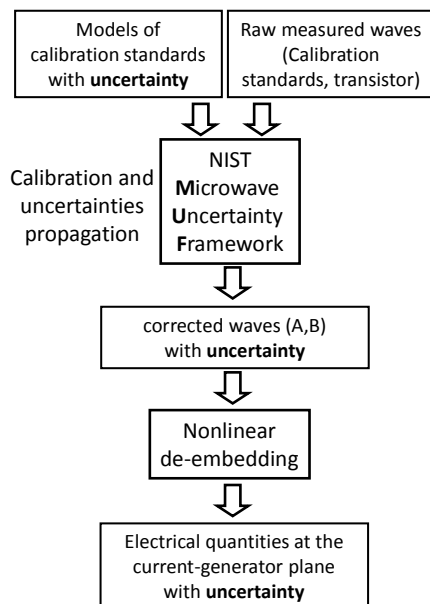 Models of
calibration standards
with uncertainty
Raw measured waves
(Calibration
standards, transistor)
Calibration and
uncertainties
propagation
NIST
Microwave
Uncertainty
Framework
corrected waves (A,B)
with uncertainty
Nonlinear
de-embedding
Electrical quantities at the
current-generator plane
with uncertainty